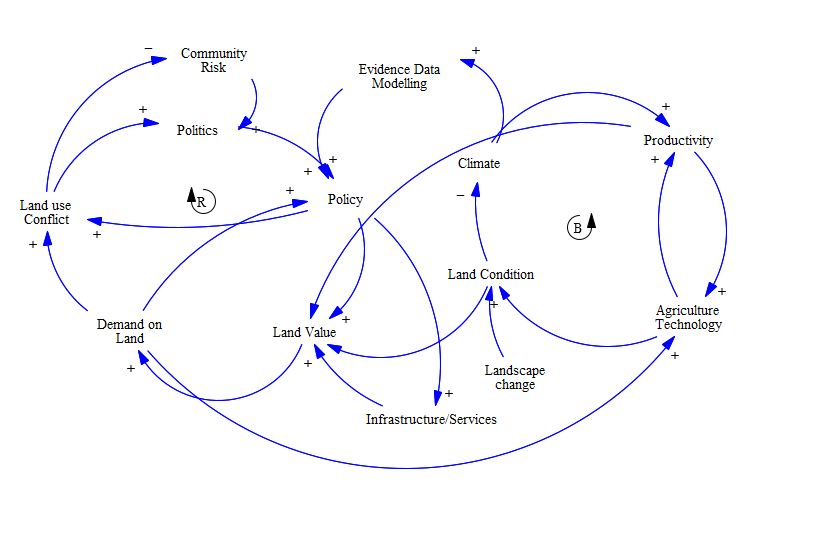 Community
Risk
Evidence Data
Modelling
Politics
Productivity
Climate
Policy
Land use
Conflict
R
B
Land Condition
Demand on
Land
Land Value
Agriculture
Technology
Landscape
change
Infrastructure/Services